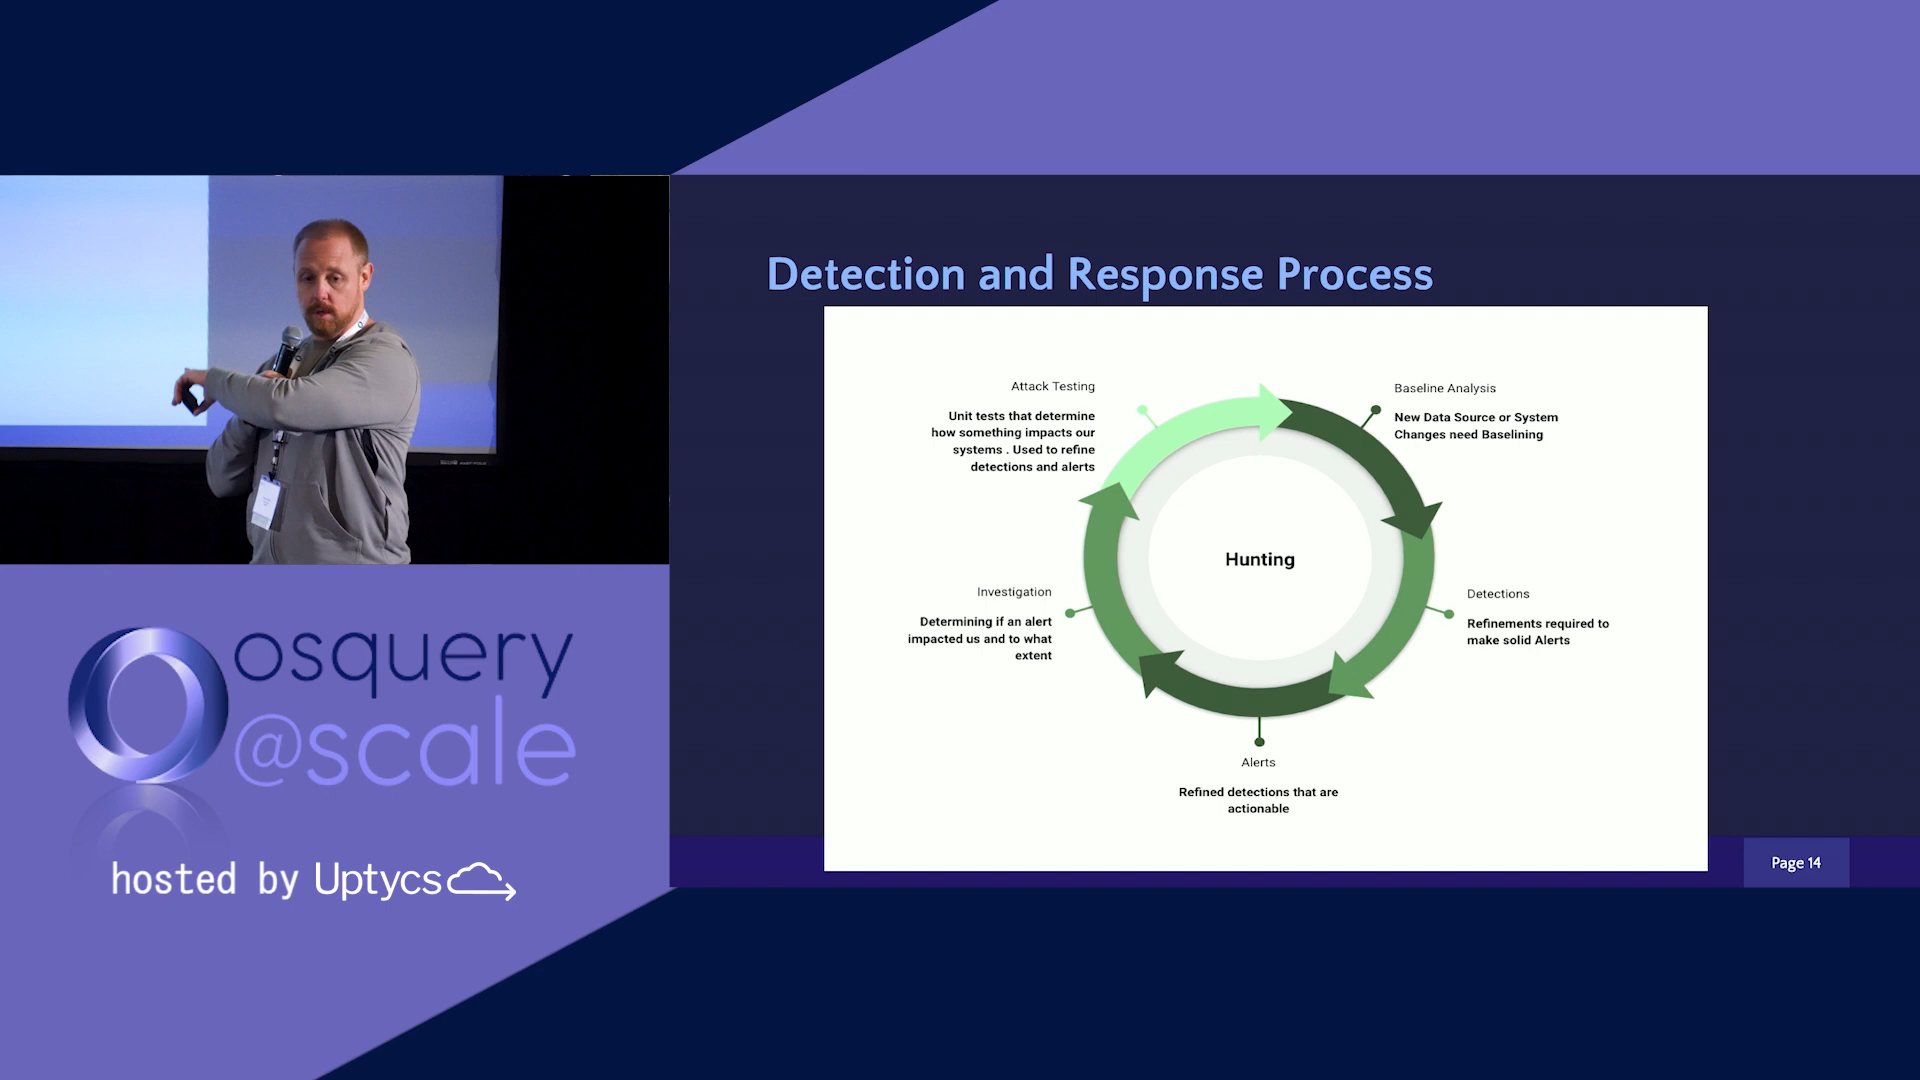 Detection and Response Process
Attack Testing
Unit tests that determine
how something impacts our
systems . Used to refine
detections and alerts
Baseline Analysis
New Data Source or System
Changes need Baselining
Hunting
Investigation
Determining if an alert
impacted us and to what
extent
Detections
Refinements required to
make solid Alerts
Alerts
Refined detections that are
actionable
Page 14
osquery
@scale
hosted by Uptycs